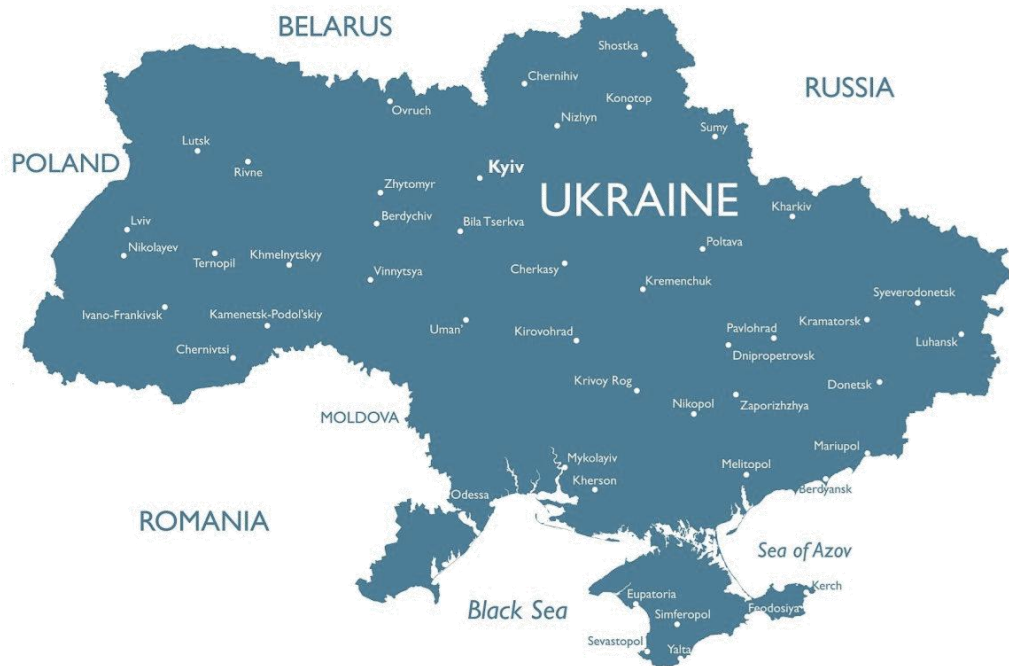 BELARUS
Shostka
Chernihiv
RUSSIA
Ovruch
Konotop
Nizhyn
Sumy
Lutsk
POLAND
Rivne
Kyiv
Zhytomyr
UKRAINE
Lviv
Berdychiv
Bila Tserkva
Kharkiv
Nikolayev
Ternopil
Khmelnytskyy
Poltava
Vinnytsya
Cherkasy
Kremenchuk
Syeverodonetsk
Ivano-Frankivsk
Kamenetsk-Podol'skiy
Uman'
Kirovohrad
Pavlohrad
Kramatorsk
Luhansk
Chernivtsi
Dnipropetrovsk
Krivoy Rog
Donetsk
MOLDOVA
Nikopol
Zaporizhzhya
Mariupol
Mykolayiv
Melitopol
Kherson
Berdyansk
Odessa
ROMANIA
Sea of Azov
Kerch
Black Sea
Eupatoria
Feodosiya
Simferopol
Sevastopol
Yalta